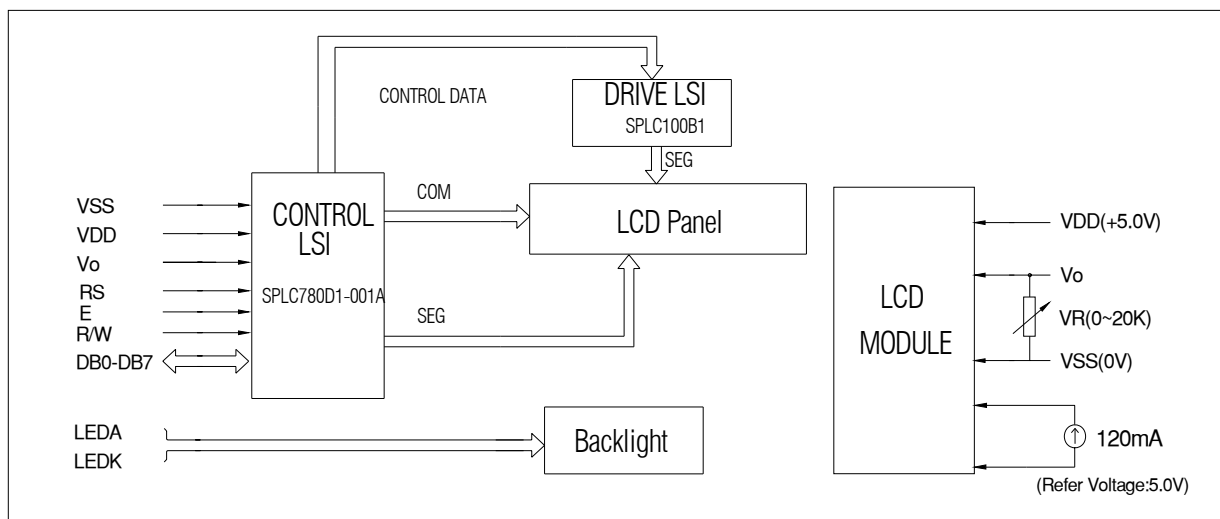 CONTROL DATA
DRIVE LSI
SPLC100B1
SEG
COM
CONTROL
LSI
SPLC780D1-001A
SEG
LCD Panel
VSS
VDD
Vo
RS
E
R/W
DB0-DB7
LEDA
LEDK
Backlight
LCD
MODULE
VDD(+5.0V)
Vo
VR(0~20K)
VSS(0V)
120mA
(Refer Voltage:5.0V)